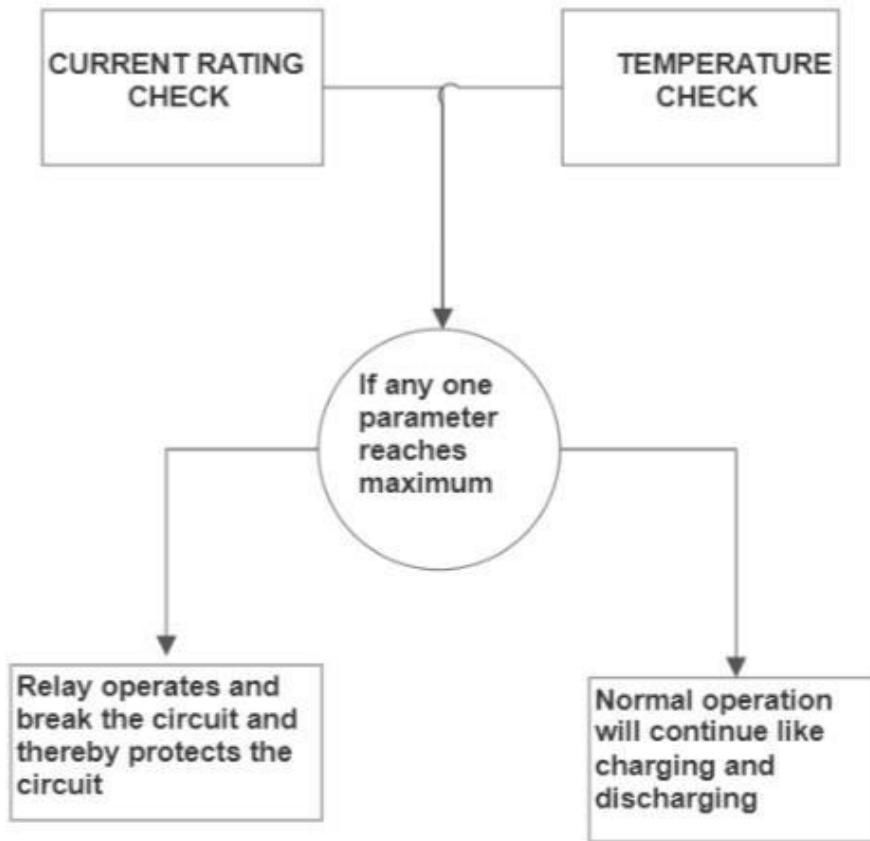 CURRENT RATING
CHECK
TEMPERATURE
CHECK
If any one
parameter
reaches
maximum
Relay operates and
break the circuit and
thereby protects the
circuit
Normal operation
will continue like
charging and
discharging